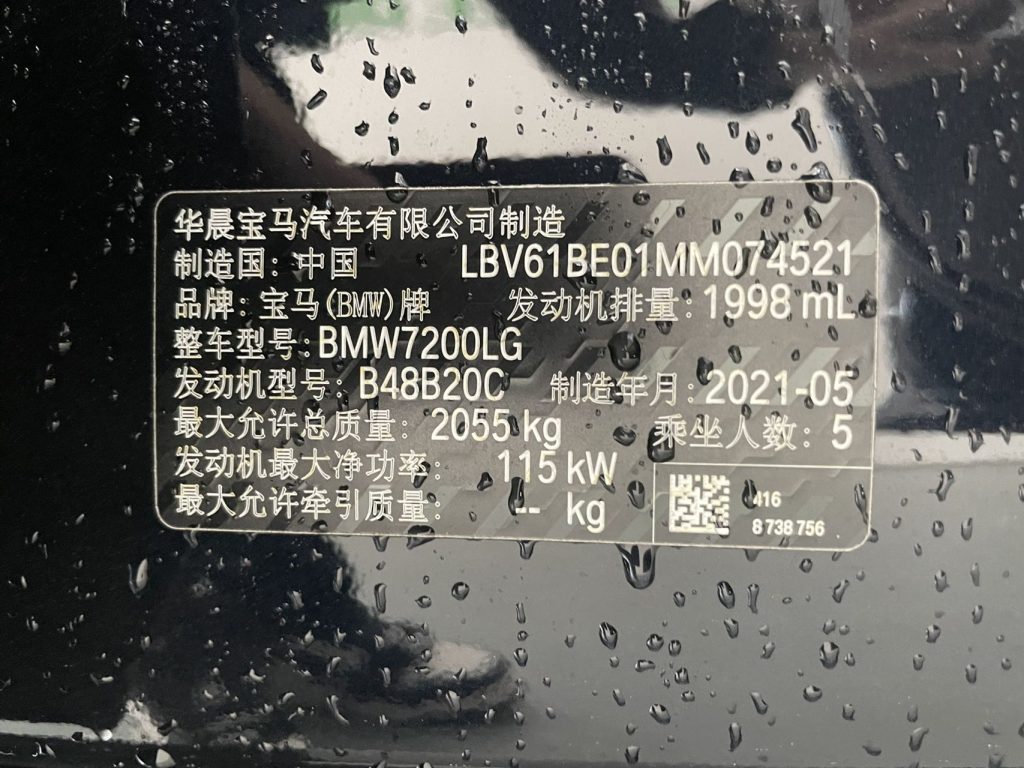 华晨宝马汽车有限公司制造
制造国: 中国 LBV61BE01MM074521
品牌: 宝马(BMW)牌 发动机排量: 1998 mL
整车型号: BMW7200LG
发动机型号: B48B20C 制造年月: 2021-05
最大允许总质量: 2055 kg 乘坐人数: 5
发动机最大净功率: 115 kW
最大允许牵引质量: -- kg
416
8 738 756